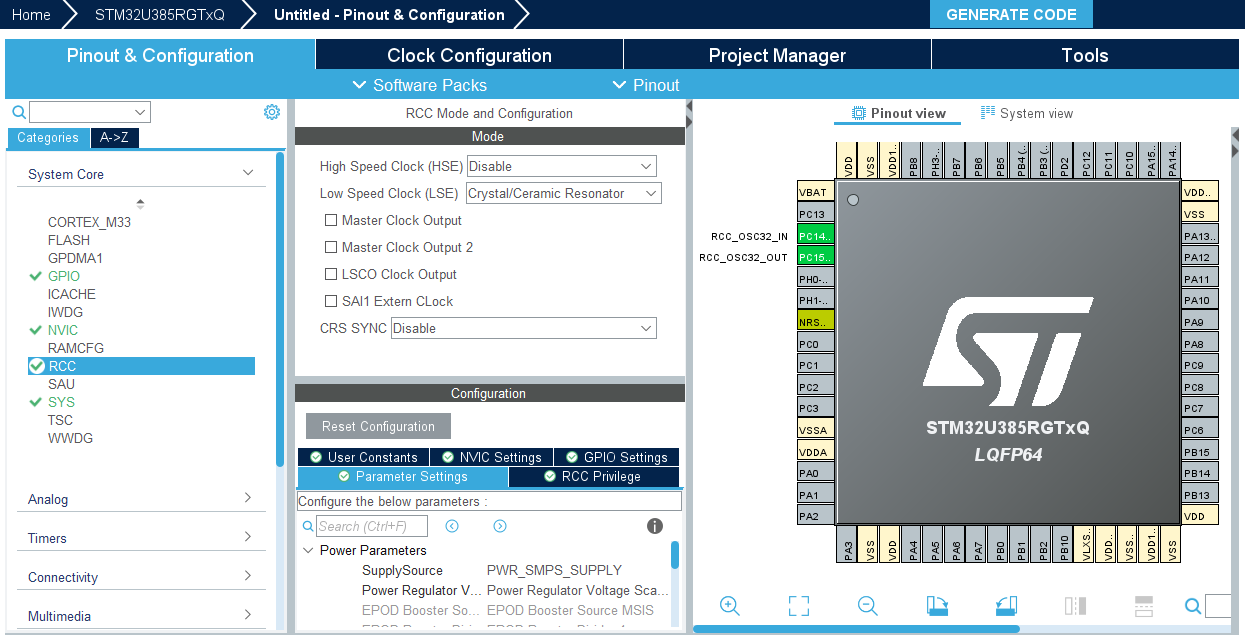 Home STM32U385RGTxQ Untitled - Pinout & Configuration GENERATE CODE
Pinout & Configuration Clock Configuration Project Manager Tools
Software Packs Pinout
Categories A->Z
System Core
CORTEX_M33
FLASH
GPDMA1
GPIO
ICACHE
IWDG
NVIC
RAMCFG
RCC
SAU
SYS
TSC
WWDG
Analog
Timers
Connectivity
Multimedia
RCC Mode and Configuration
Mode
High Speed Clock (HSE) Disable
Low Speed Clock (LSE) Crystal/Ceramic Resonator
Master Clock Output
Master Clock Output 2
LSCO Clock Output
SAI1 Extern CLock
CRS SYNC Disable
Configuration
Reset Configuration
User Constants NVIC Settings GPIO Settings
Parameter Settings RCC Privilege
Configure the below parameters :
Search (Ctrl+F)
Power Parameters
SupplySource PWR_SMPS_SUPPLY
Power Regulator V... Power Regulator Voltage Sca...
EPOD Booster So... EPOD Booster Source MSIS
Pinout view System view
VDD VSS VDD1.. PB8 PH3-.. PB7 PB6 PB5 PB4 (.. PB3 (.. PD2 PC12 PC11 PC10 PA15.. PA14..
VBAT
PC13
RCC_OSC32_IN PC14..
RCC_OSC32_OUT PC15..
PH0-..
PH1-..
NRS..
PC0
PC1
PC2
PC3
VSSA
VDDA
PA0
PA1
PA2
STM32U385RGTxQ
LQFP64
VDD..
VSS
PA13..
PA12
PA11
PA10
PA9
PA8
PC9
PC8
PC7
PC6
PB15
PB14
PB13
VDD
PA3 VSS VDD PA4 PA5 PA6 PA7 PB0 PB1 PB2 PB10 VLXS.. VDD.. VSS.. VDD1.. VSS